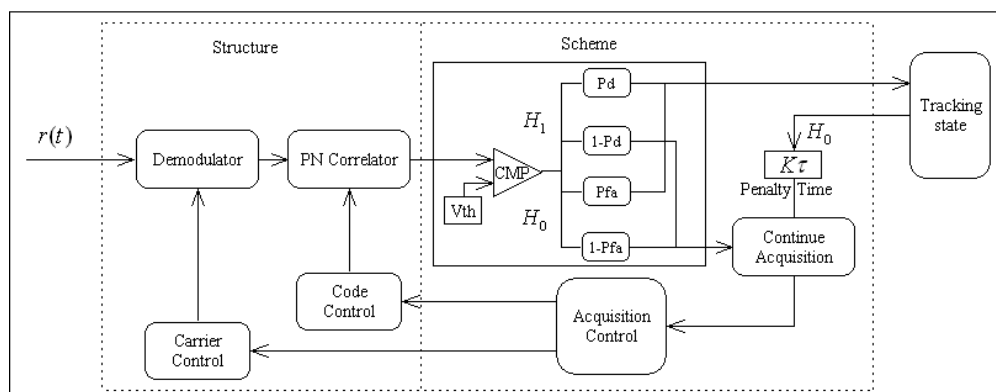 Structure
Scheme
r(t)
Demodulator
PN Correlator
CMP
Vth
H1
H0
Pd
1-Pd
Pfa
1-Pfa
Tracking
state
H0
Kτ
Penalty Time
Continue
Acquisition
Code
Control
Carrier
Control
Acquisition
Control